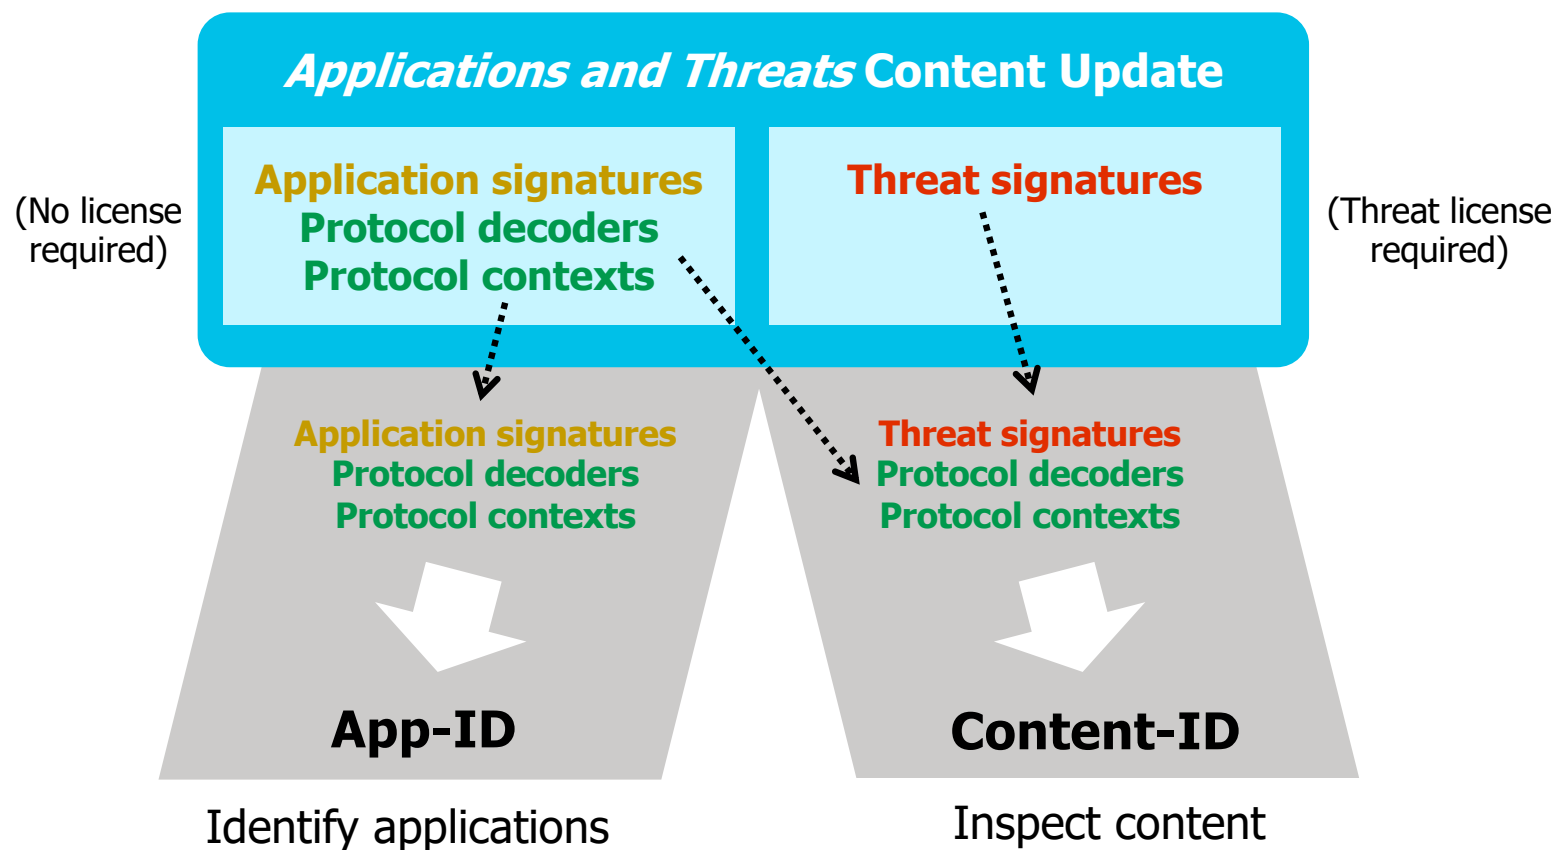 Applications and Threats Content Update
(No license
required)
Application signatures
Protocol decoders
Protocol contexts
Threat signatures
(Threat license
required)
Application signatures
Protocol decoders
Protocol contexts
Threat signatures
Protocol decoders
Protocol contexts
App-ID
Content-ID
Identify applications
Inspect content